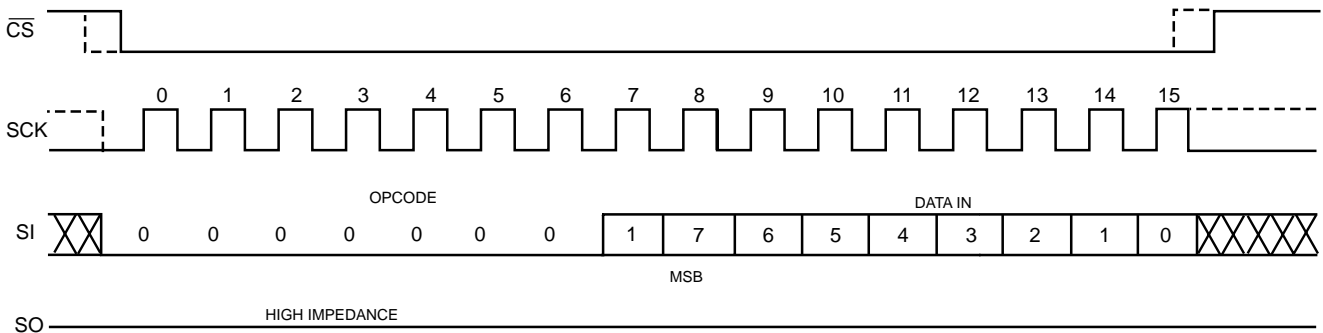 CS
0 1 2 3 4 5 6 7 8 9 10 11 12 13 14 15
SCK
OPCODE DATA IN
SI 0 0 0 0 0 0 0 1 7 6 5 4 3 2 1 0
MSB
HIGH IMPEDANCE
SO